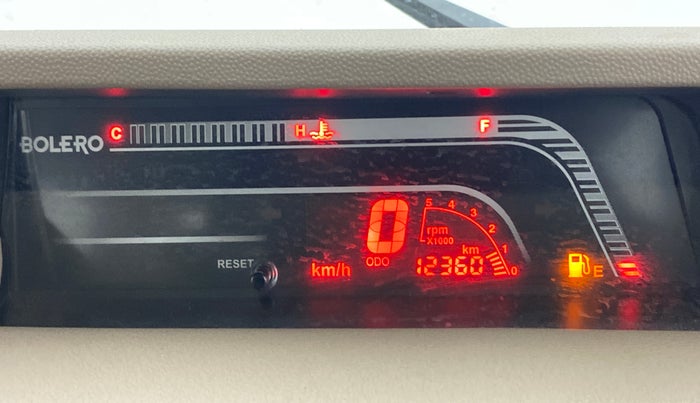 C H F
BOLERO
5 4 3 2 1 0
0 rpm X1000
RESET km/h ODO 12360 km
E